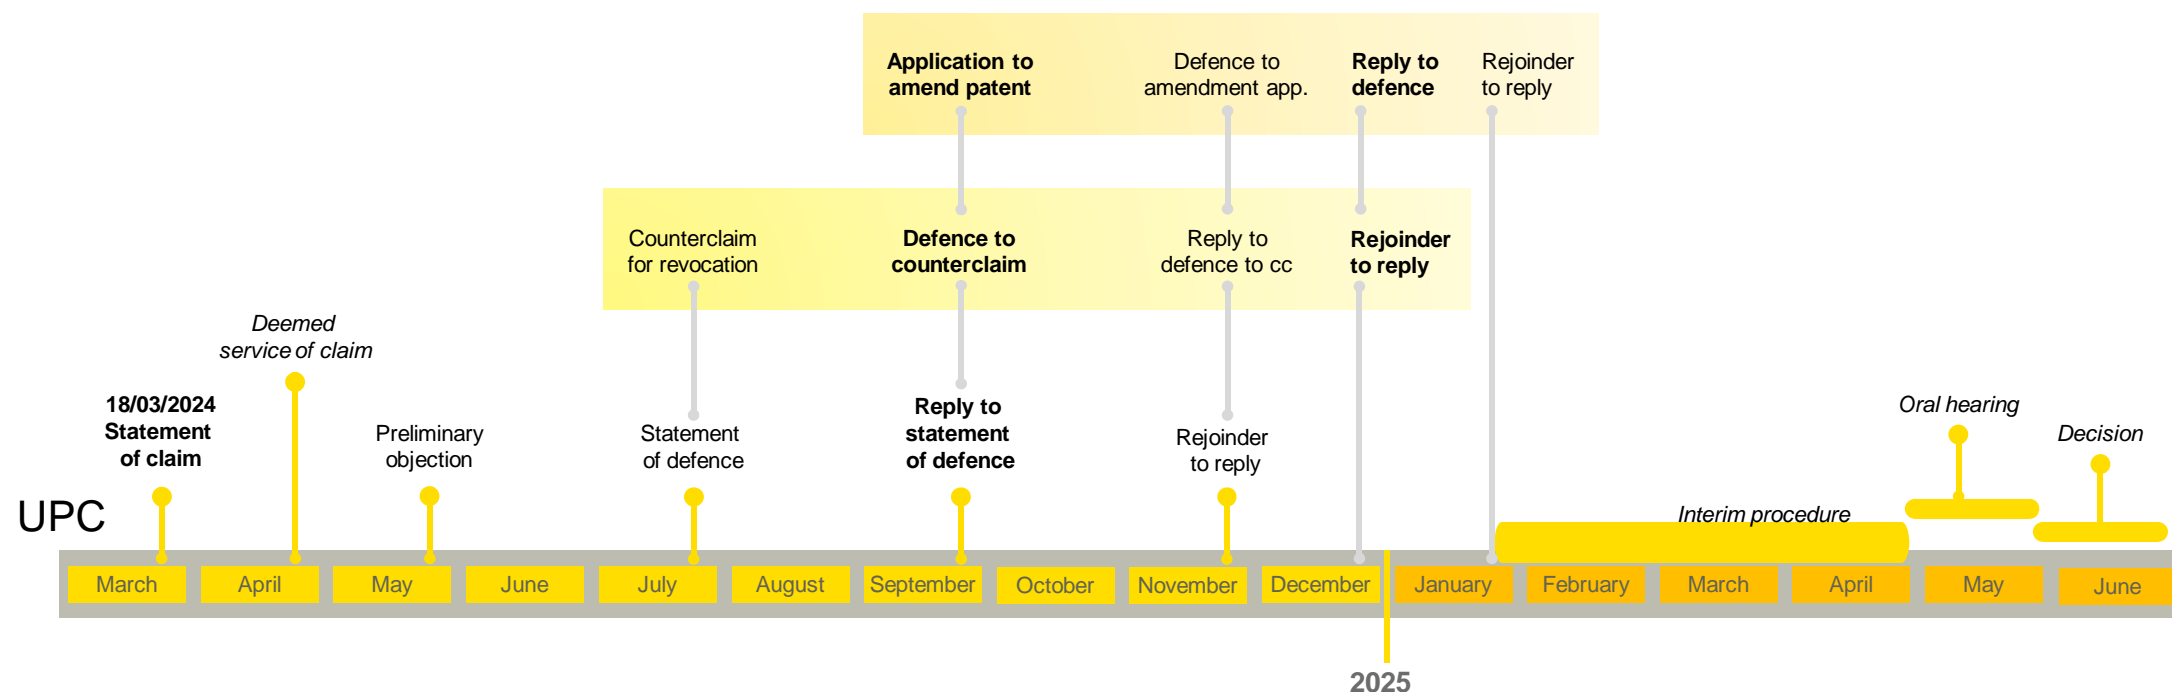 Application to
amend patent
Defence to
amendment app.
Reply to
defence
Rejoinder
to reply
Counterclaim
for revocation
Defence to
counterclaim
Reply to
defence to cc
Rejoinder
to reply
Deemed
service of claim
18/03/2024
Statement
of claim
Preliminary
objection
Statement
of defence
Reply to
statement
of defence
Rejoinder
to reply
Oral hearing
Decision
UPC
Interim procedure
March
April
May
June
July
August
September
October
November
December
January
February
March
April
May
June
2025